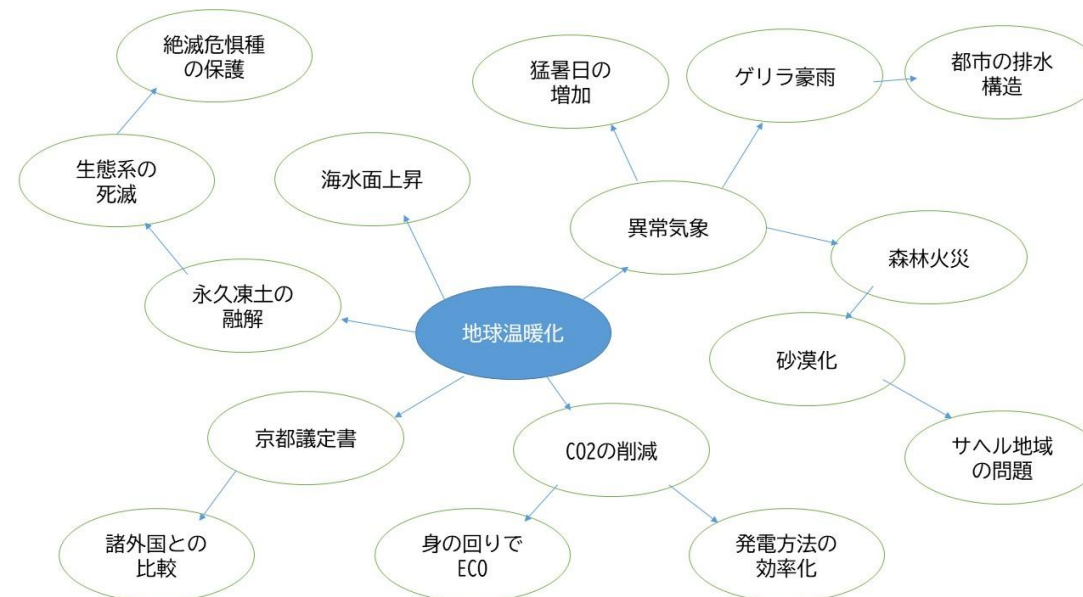 絶滅危惧種
の保護
猛暑日の
増加
ゲリラ豪雨
都市の排水
構造
生態系の
死滅
海水面上昇
異常気象
森林火災
永久凍土の
融解
地球温暖化
砂漠化
京都議定書
CO2の削減
サヘル地域
の問題
諸外国との
比較
身の回りで
ECO
発電方法の
効率化